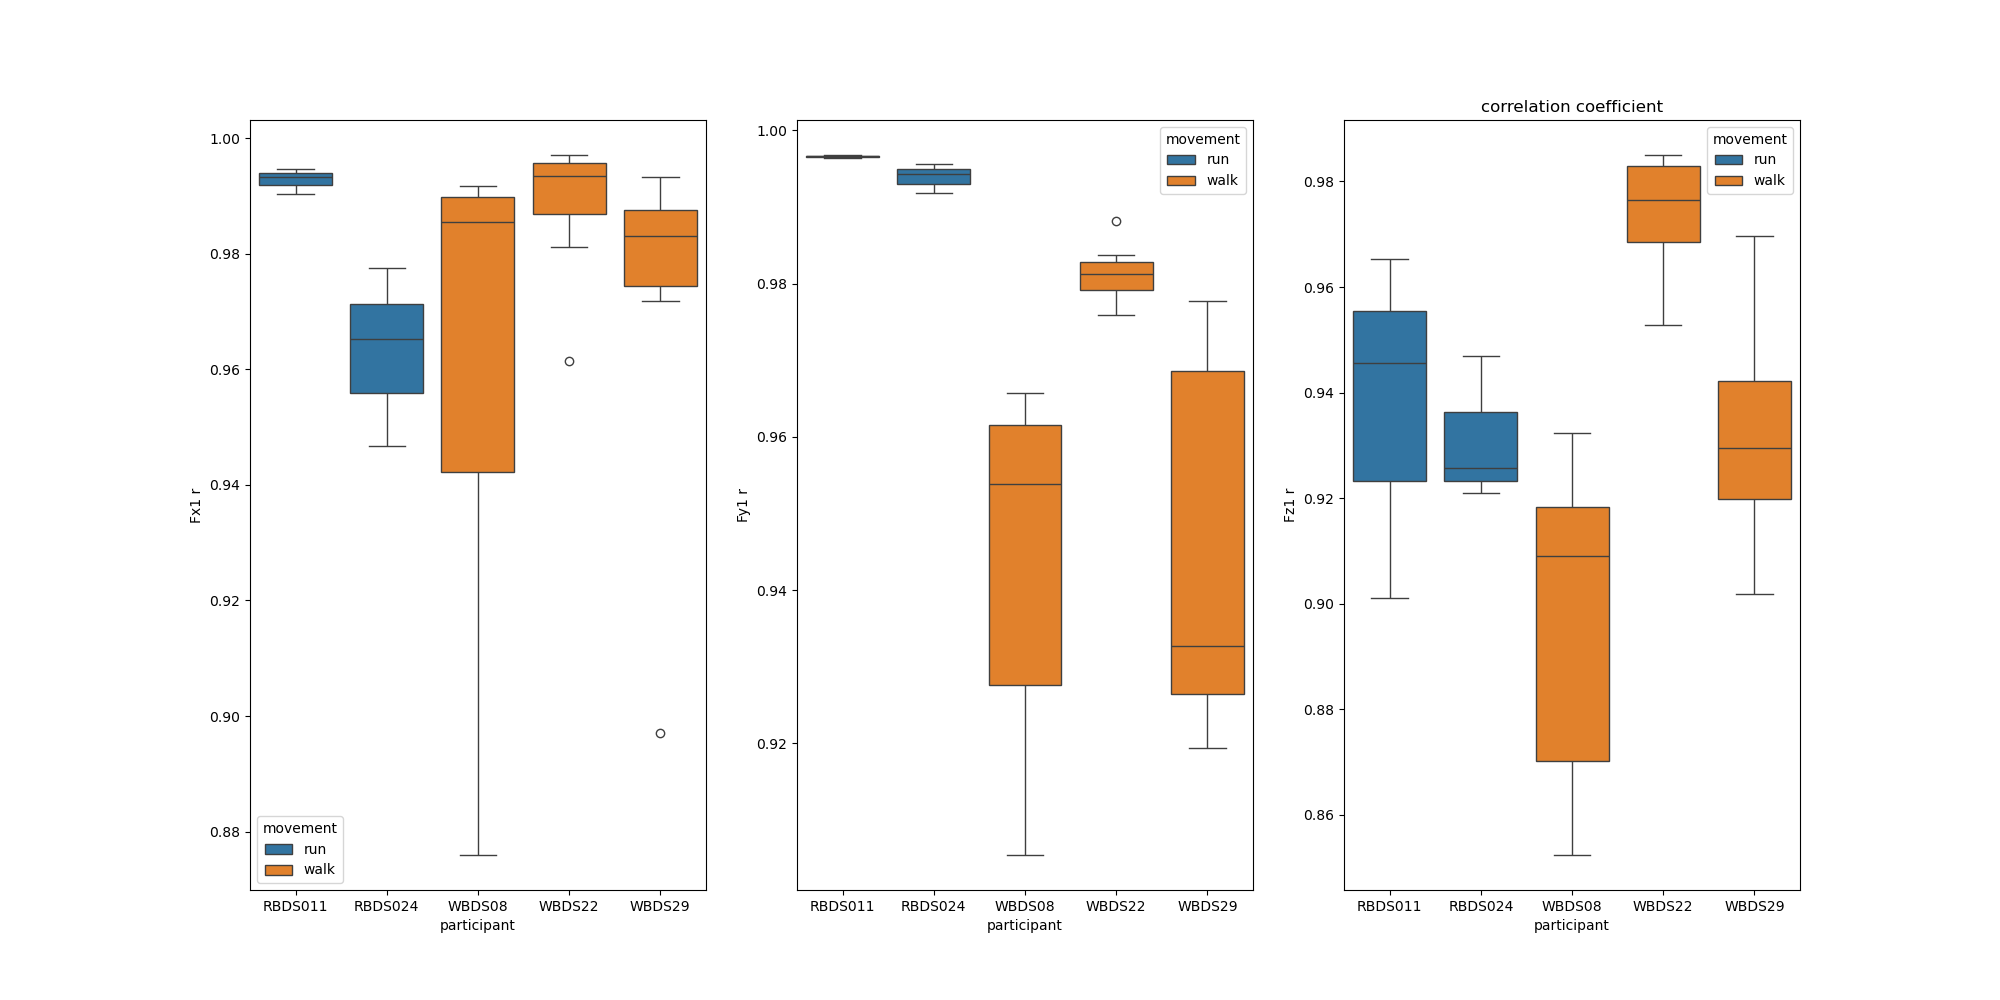 correlation coefficient
Fx1 r
1.00
0.98
0.96
0.94
0.92
0.90
0.88
movement
run
walk
RBDS011 RBDS024 WBDS08 WBDS22 WBDS29
participant
Fy1 r
1.00
0.98
0.96
0.94
0.92
movement
run
walk
RBDS011 RBDS024 WBDS08 WBDS22 WBDS29
participant
Fz1 r
0.98
0.96
0.94
0.92
0.90
0.88
0.86
movement
run
walk
RBDS011 RBDS024 WBDS08 WBDS22 WBDS29
participant